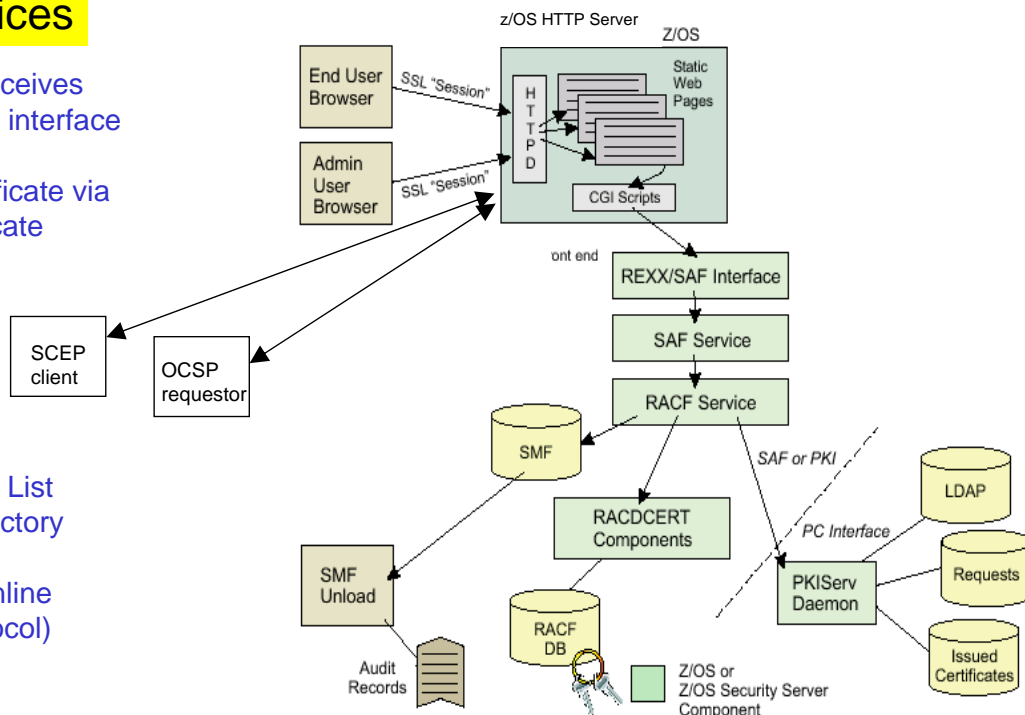 ices
ceives
interface
ficate via
cate
List
ctory
nline
ocol)
z/OS HTTP Server
Z/OS
End User
Browser
SSL "Session"
H
T
T
P
D
Static
Web
Pages
Admin
User
Browser
SSL "Session"
CGI Scripts
ont end
REXX/SAF Interface
SCEP
client
OCSP
requestor
SAF Service
RACF Service
SMF
SAF or PKI
LDAP
RACDCERT
Components
PC Interface
SMF
Unload
PKIServ
Daemon
Requests
RACF
DB
Audit
Records
Z/OS or
Z/OS Security Server
Component
Issued
Certificates